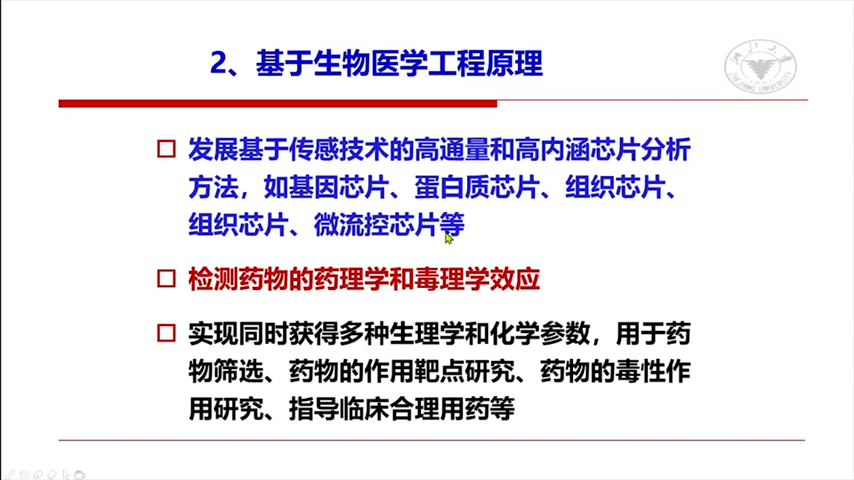 2、基于生物医学工程原理
浙江大学
ZHEJIANG UNIVERSITY
发展基于传感技术的高通量和高内涵芯片分析
方法，如基因芯片、蛋白质芯片、组织芯片、
组织芯片、微流控芯片等
检测药物的药理学和毒理学效应
实现同时获得多种生理学和化学参数，用于药
物筛选、药物的作用靶点研究、药物的毒性作
用研究、指导临床合理用药等